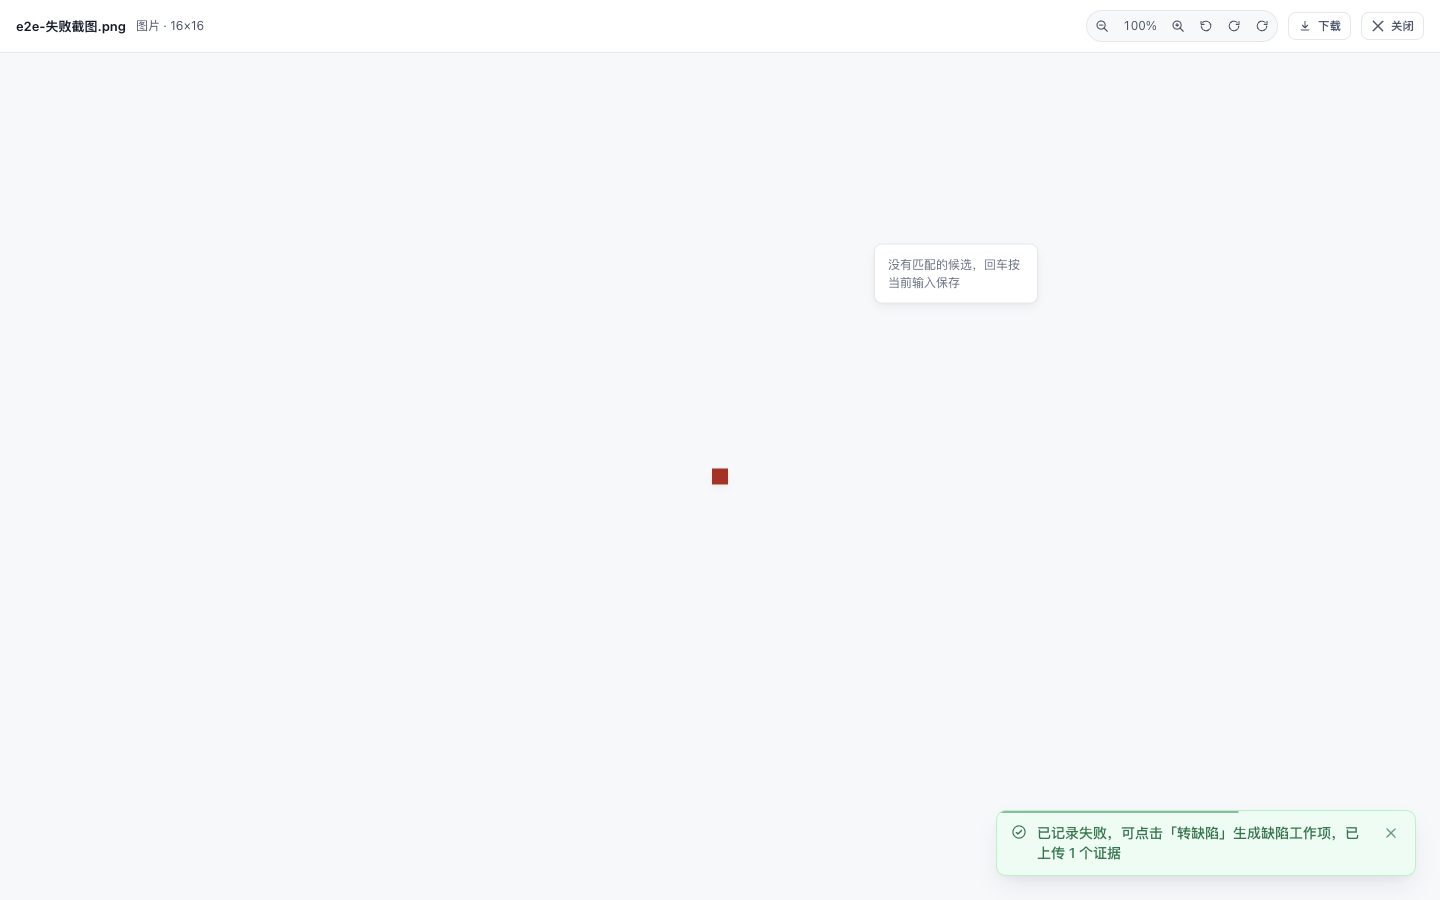 e2e-失败截图.png 图片 · 16×16 100% 下载 关闭
没有匹配的候选，回车按
当前输入保存
已记录失败，可点击「转缺陷」生成缺陷工作项，已
上传 1 个证据